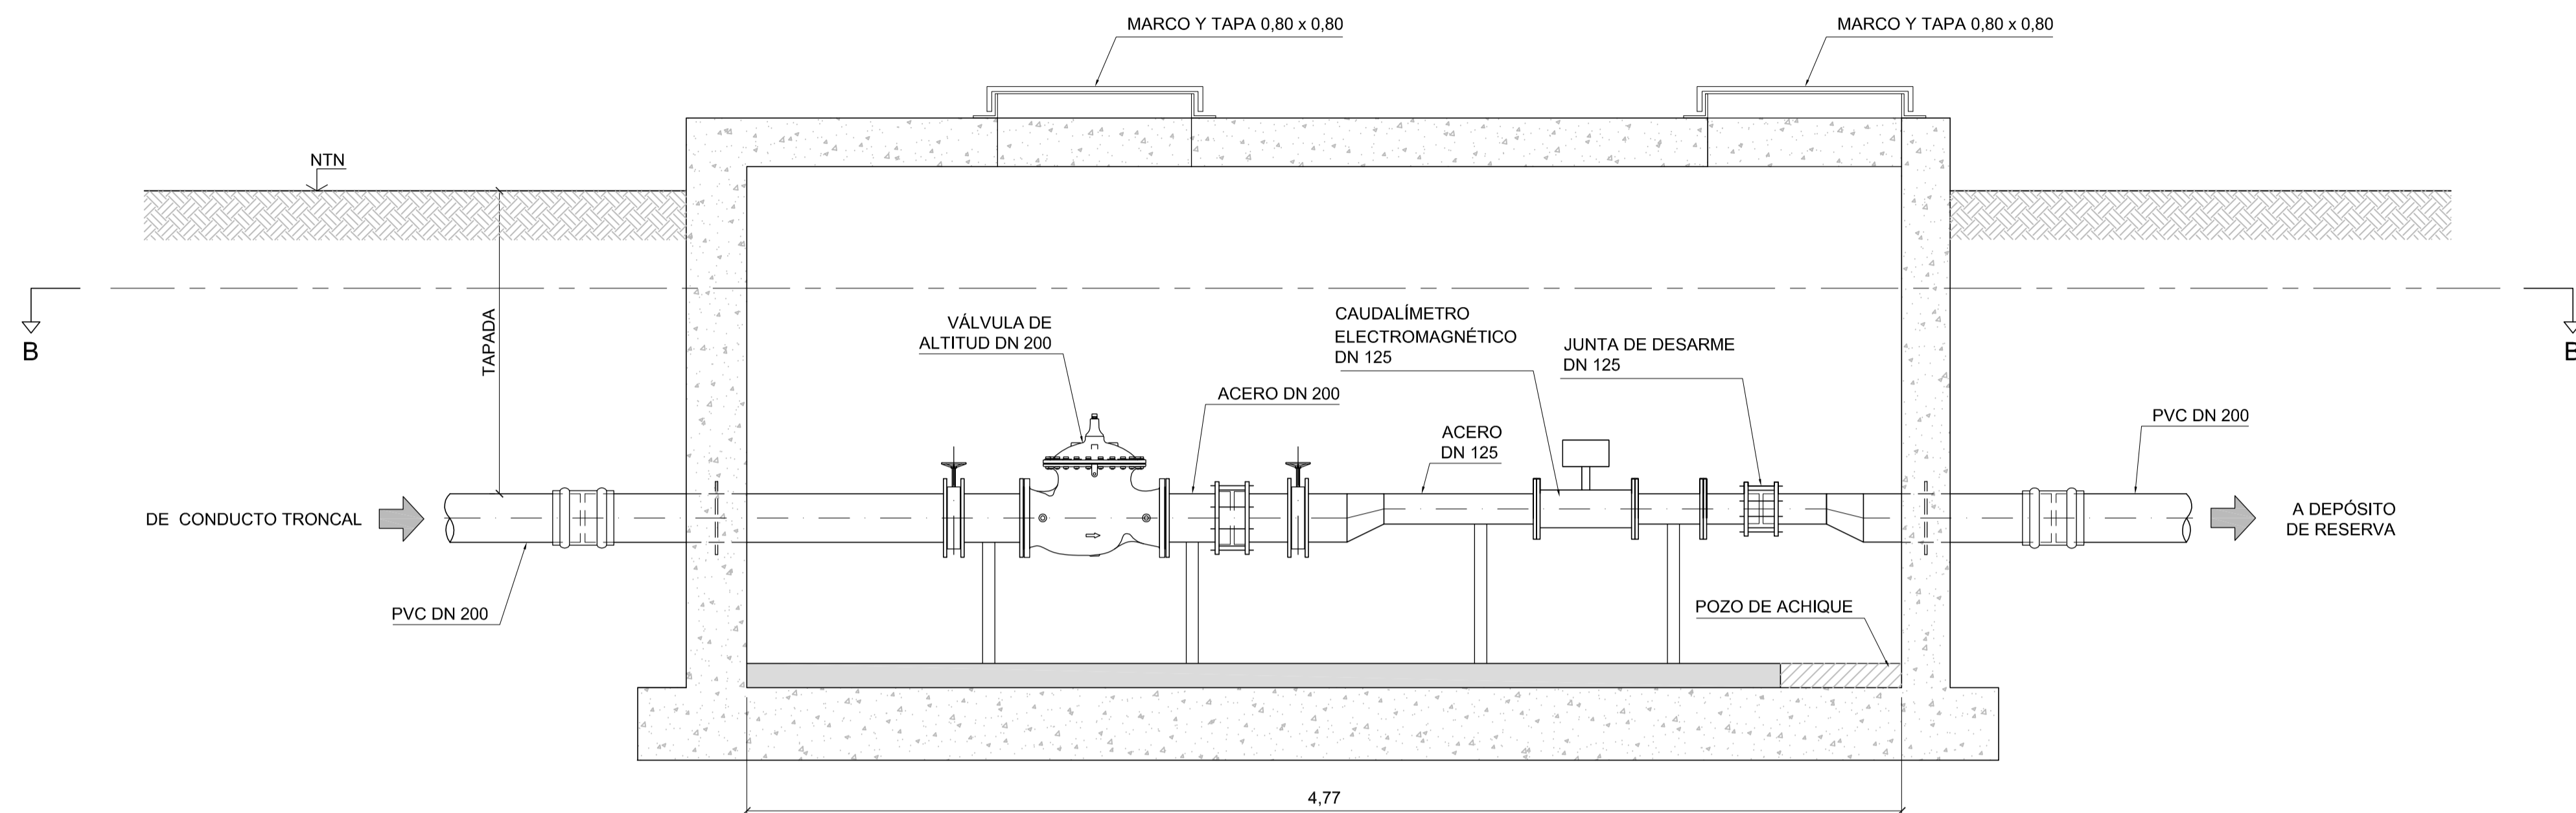 MARCO Y TAPA 0,80 x 0,80
MARCO Y TAPA 0,80 x 0,80
NTN
TAPADA
B
B
VÁLVULA DE
ALTITUD DN 200
CAUDALÍMETRO
ELECTROMAGNÉTICO
DN 125
JUNTA DE DESARME
DN 125
ACERO DN 200
ACERO
DN 125
PVC DN 200
DE CONDUCTO TRONCAL
A DEPÓSITO
DE RESERVA
PVC DN 200
POZO DE ACHIQUE
4,77